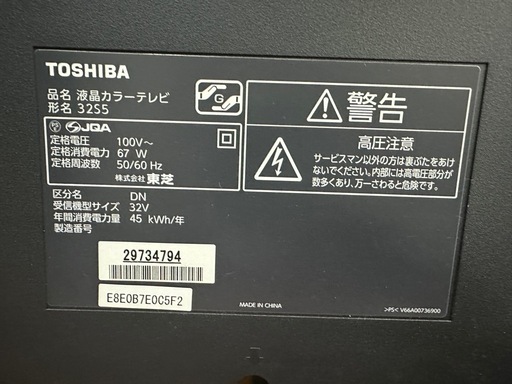 TOSHIBA
品名 液晶カラーテレビ
形名 32S5
G
JQA
定格電圧 100V~
定格消費電力 67 W
定格周波数 50/60 Hz
株式会社 東芝
区分名 DN
受信機型サイズ 32V
年間消費電力量 45 kWh/年
製造番号
29734794
E8E0B7E0C5F2
警告
高圧注意
サービスマン以外の方は裏ぶたをあけ
ないでください。内部には高電圧部分が
数多くあり、万一さわると危険です。
MADE IN CHINA
>PS< V66A00736900